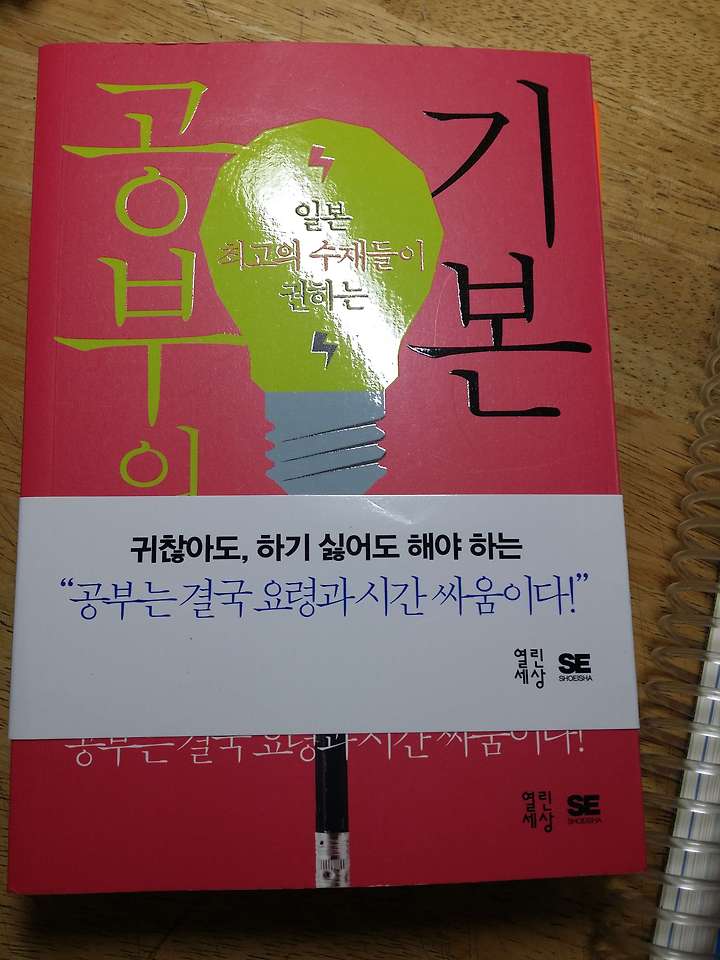 공부의
기본
일본
최고의 수재들이
권하는
귀찮아도, 하기 싫어도 해야 하는
“공부는 결국 요령과 시간 싸움이다!”
열린
세상
SE
SHOEISHA
공부는 결국 요령과 시간 싸움이다!
열린
세상
SE
SHOEISHA